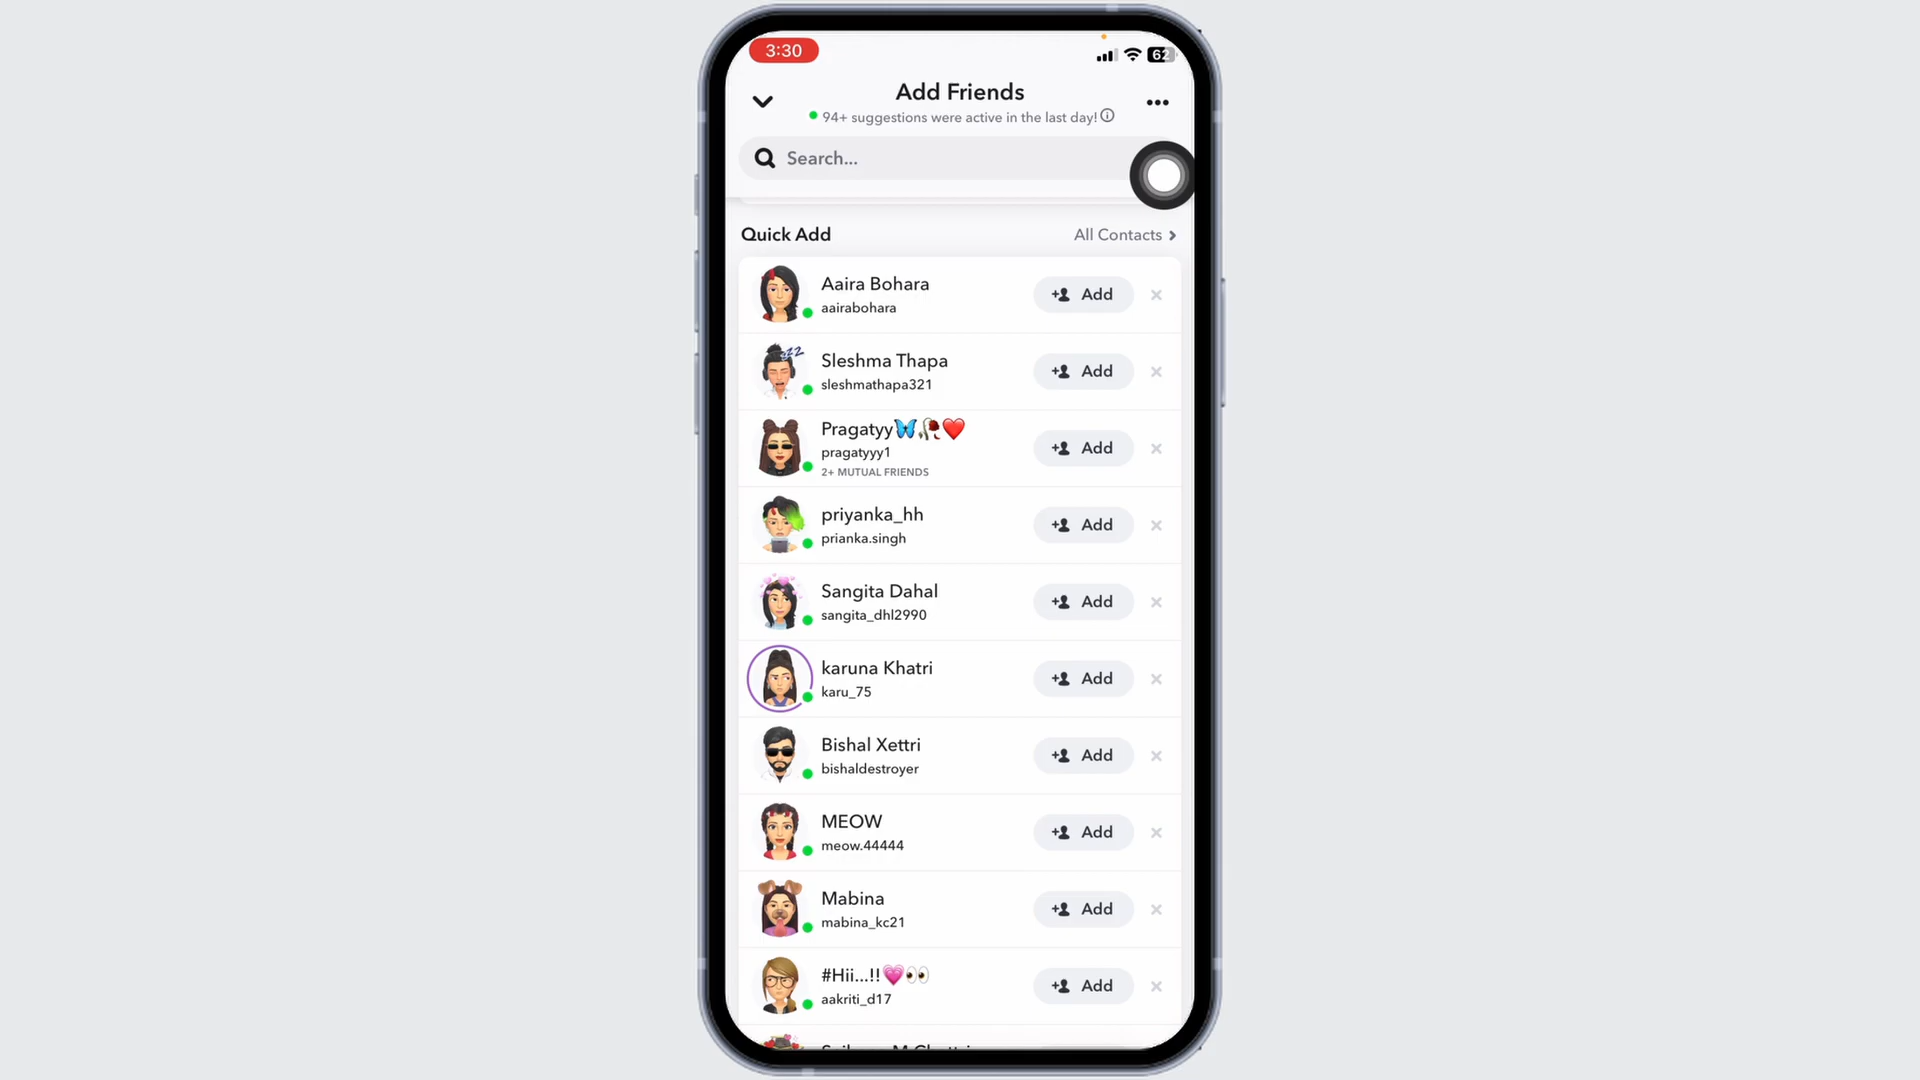 3:30
62
Add Friends
94+ suggestions were active in the last day!
Search...
Quick Add
All Contacts
Aaira Bohara
aairabohara
Add
Sleshma Thapa
sleshmathapa321
Add
Pragatyy🦋🥀❤️
pragatyyy1
2+ MUTUAL FRIENDS
Add
priyanka_hh
prianka.singh
Add
Sangita Dahal
sangita_dhl2990
Add
karuna Khatri
karu_75
Add
Bishal Xettri
bishaldestroyer
Add
MEOW
meow.44444
Add
Mabina
mabina_kc21
Add
#Hii...!!💗👀
aakriti_d17
Add